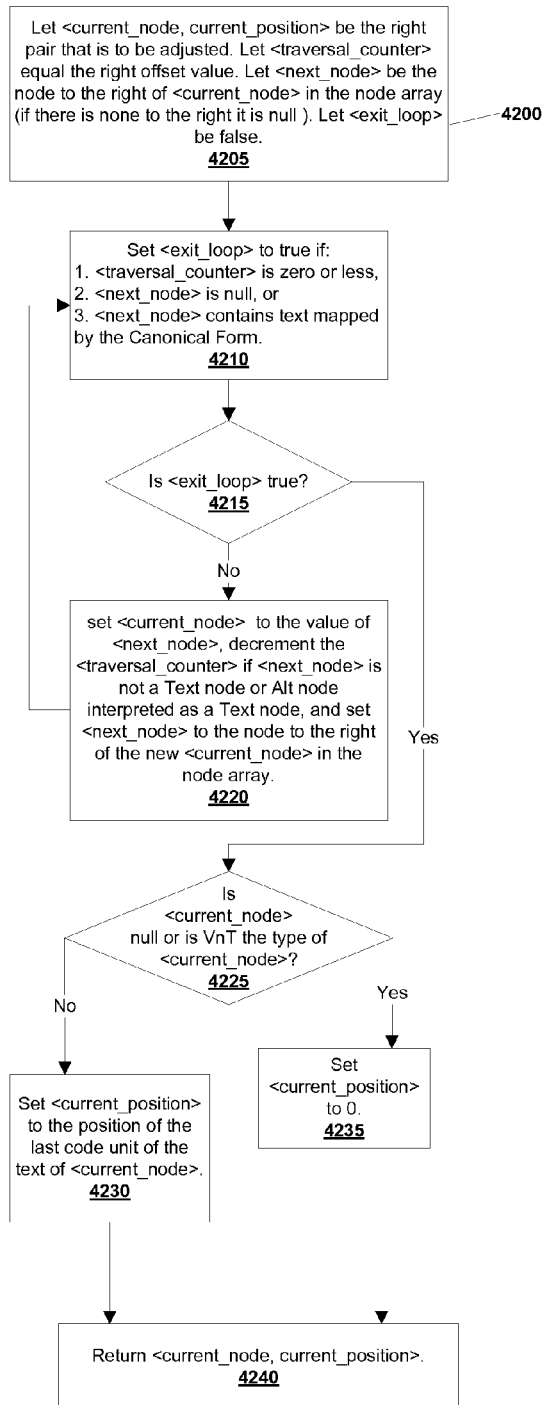 Let <current_node, current_position> be the right
pair that is to be adjusted. Let <traversal_counter>
equal the right offset value. Let <next_node> be the
node to the right of <current_node> in the node array
(if there is none to the right it is null ). Let <exit_loop>
be false.
4205
4200
Set <exit_loop> to true if:
1. <traversal_counter> is zero or less,
2. <next_node> is null, or
3. <next_node> contains text mapped
by the Canonical Form.
4210
Is <exit_loop> true?
4215
No
Yes
set <current_node> to the value of
<next_node>, decrement the
<traversal_counter> if <next_node> is
not a Text node or Alt node
interpreted as a Text node, and set
<next_node> to the node to the right
of the new <current_node> in the
node array.
4220
Is
<current_node>
null or is VnT the type of
<current_node>?
4225
No
Yes
Set <current_position>
to the position of the
last code unit of the
text of <current_node>.
4230
Set
<current_position>
to 0.
4235
Return <current_node, current_position>.
4240